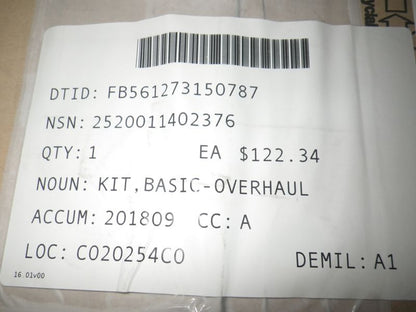 DTID: FB561273150787
NSN: 2520011402376
QTY: 1 EA $122.34
NOUN: KIT,BASIC-OVERHAUL
ACCUM: 201809 CC: A
LOC: C020254C0 DEMIL: A1
16.01v00